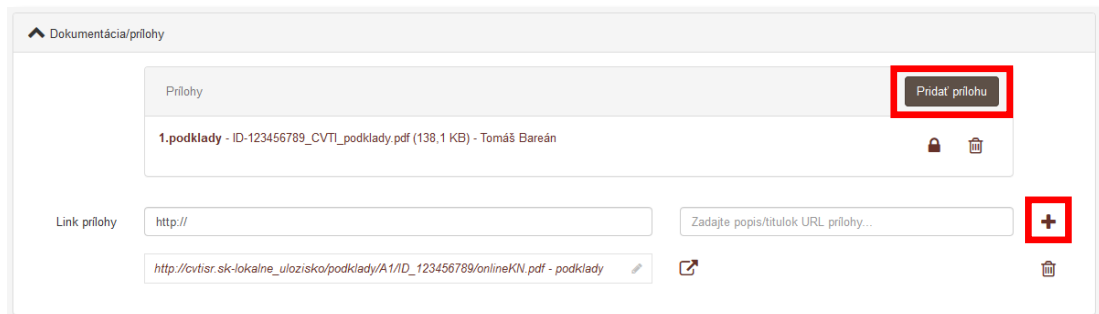 Dokumentácia/prílohy
Prílohy
Pridať prílohu
1.podklady - ID-123456789_CVTI_podklady.pdf (138,1 KB) - Tomáš Bareán
Link prílohy
http://
Zadajte popis/titulok URL prílohy...
http://cvtisr.sk-lokalne_ulozisko/podklady/A1/ID_123456789/onlineKN.pdf - podklady